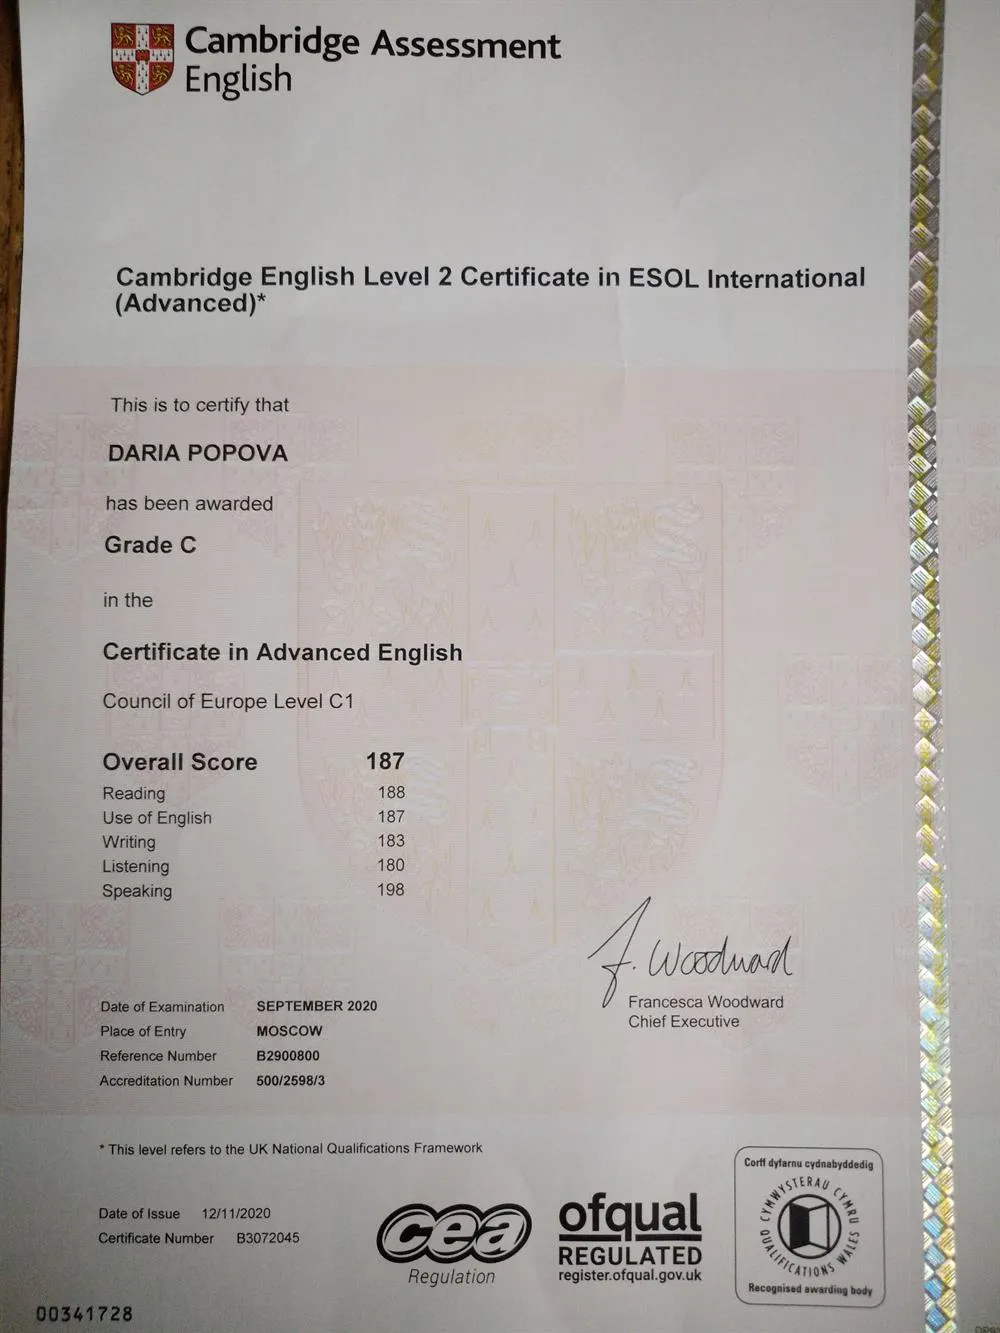 Cambridge Assessment
English
Cambridge English Level 2 Certificate in ESOL International
(Advanced)*
This is to certify that
DARIA POPOVA
has been awarded
Grade C
in the
Certificate in Advanced English
Council of Europe Level C1
Overall Score 187
Reading 188
Use of English 187
Writing 183
Listening 180
Speaking 198
F. Woodward
Francesca Woodward
Chief Executive
Date of Examination SEPTEMBER 2020
Place of Entry MOSCOW
Reference Number B2900800
Accreditation Number 500/2598/3
* This level refers to the UK National Qualifications Framework
Date of Issue 12/11/2020
Certificate Number B3072045
cea
Regulation
ofqual
REGULATED
register.ofqual.gov.uk
Corff dyfarnu cydnabyddedig
CYMWYSTERAU CYMRU
QUALIFICATIONS WALES
Recognised awarding body
00341728